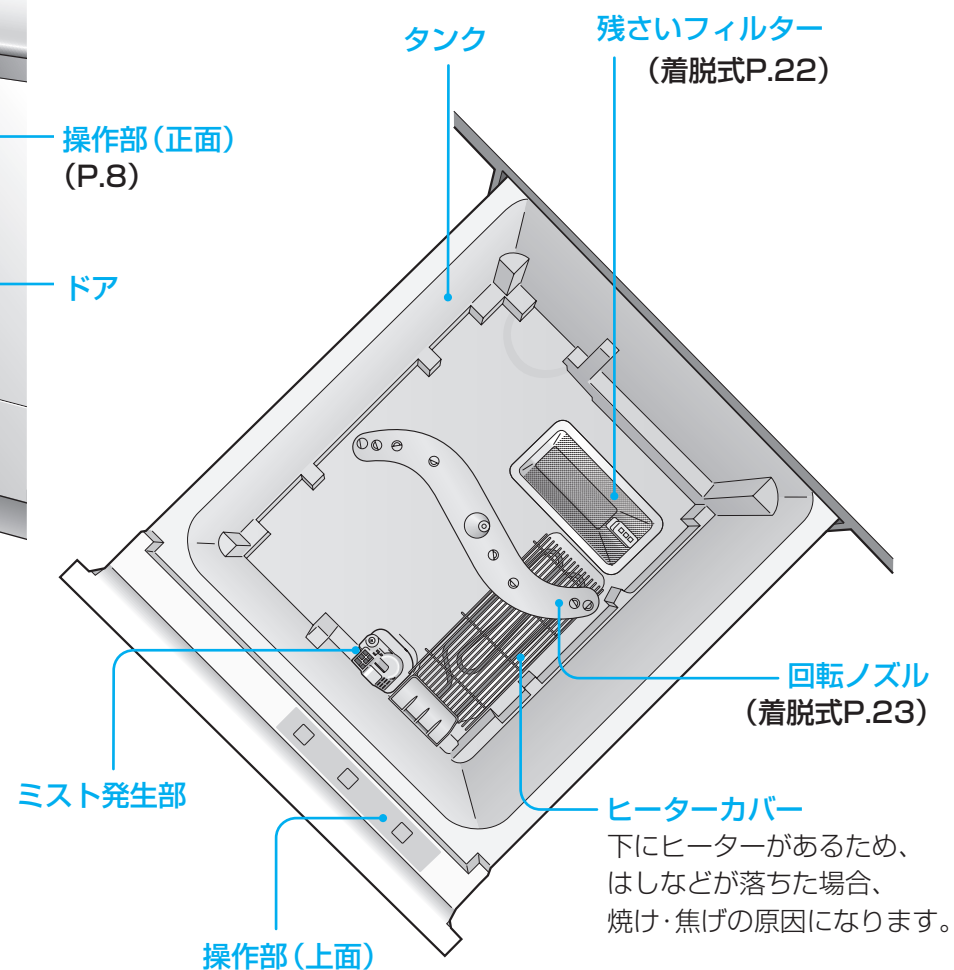 タンク
残さいフィルター
（着脱式P.22）
操作部（正面）
（P.8）
ドア
回転ノズル
（着脱式P.23）
ミスト発生部
ヒーターカバー
下にヒーターがあるため、
はしなどが落ちた場合、
焼け・焦げの原因になります。
操作部（上面）